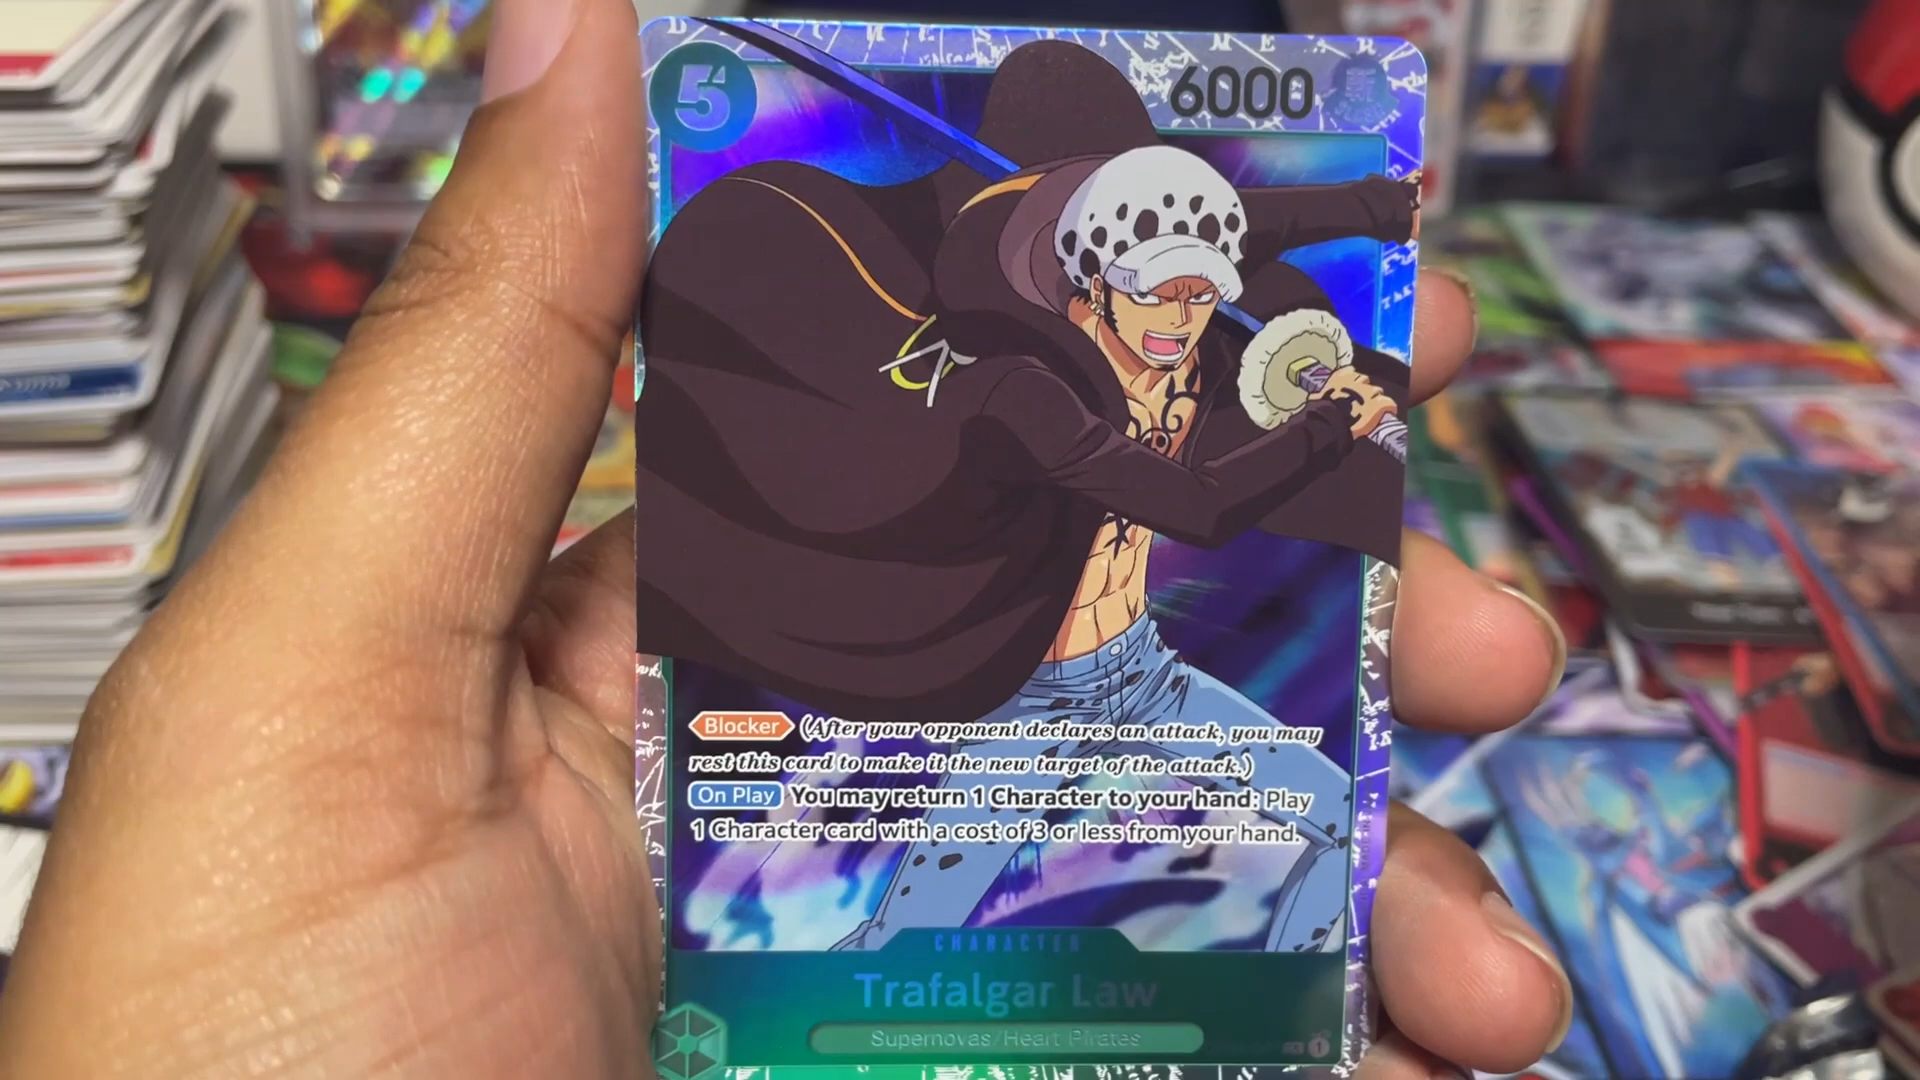 5
6000
Blocker (After your opponent declares an attack, you may
rest this card to make it the new target of the attack.)
On Play You may return 1 Character to your hand: Play
1 Character card with a cost of 3 or less from your hand.
CHARACTER
Trafalgar Law
Supernovas/Heart Pirates
1